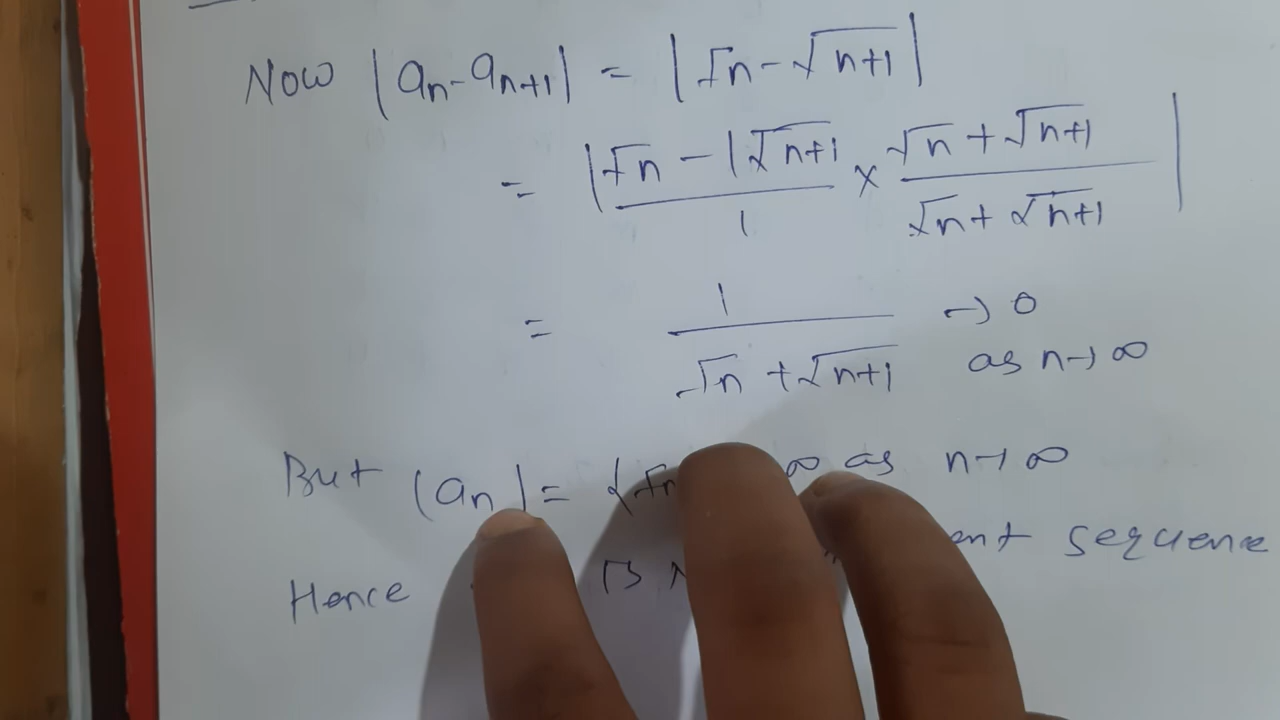 Now |an - an+1| = |√n - √n+1|
= |√n - |√n+1 / 1 × √n + √n+1 / √n + √n+1|
= 1 / √n + √n+1 → 0
as n → ∞
But (an) = {√n ∞ as n → ∞
Hence is sequence